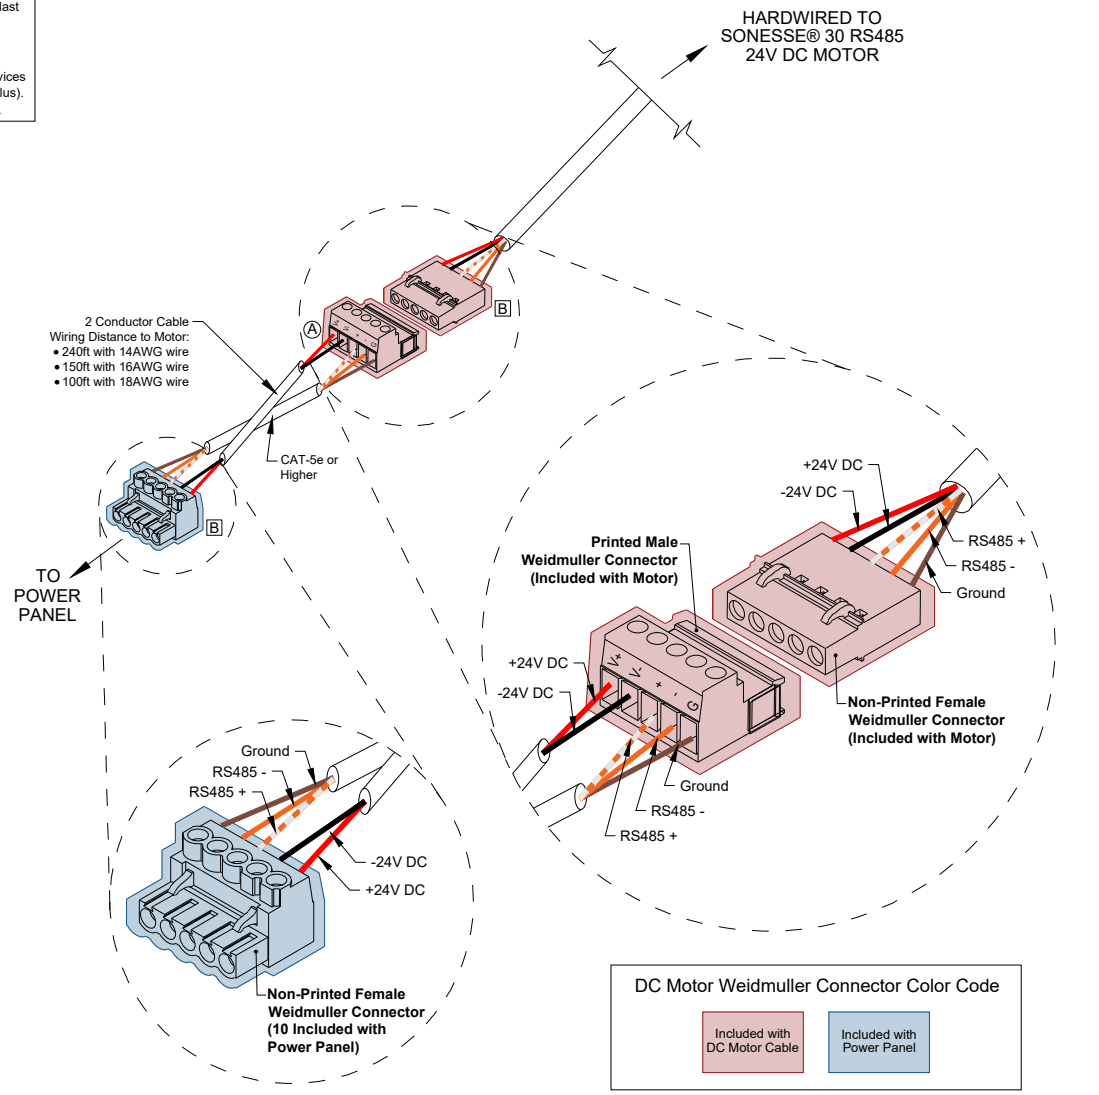 last
vices
lus).
HARDWIRED TO
SONESSE® 30 RS485
24V DC MOTOR
2 Conductor Cable
Wiring Distance to Motor:
• 240ft with 14AWG wire
• 150ft with 16AWG wire
• 100ft with 18AWG wire
A
B
CAT-5e or
Higher
B
TO
POWER
PANEL
+24V DC
-24V DC
RS485 +
RS485 -
Ground
Printed Male
Weidmuller Connector
(Included with Motor)
+24V DC
-24V DC
V+
V-
+
-
G
Non-Printed Female
Weidmuller Connector
(Included with Motor)
Ground
RS485 -
RS485 +
Ground
RS485 -
RS485 +
-24V DC
+24V DC
Non-Printed Female
Weidmuller Connector
(10 Included with
Power Panel)
DC Motor Weidmuller Connector Color Code
Included with
DC Motor Cable
Included with
Power Panel